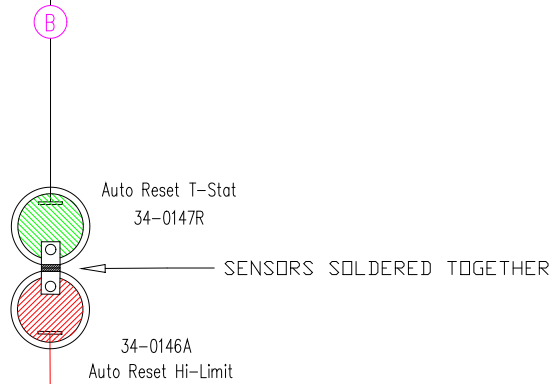 B
Auto Reset T-Stat
34-0147R
SENSORS SOLDERED TOGETHER
34-0146A
Auto Reset Hi-Limit